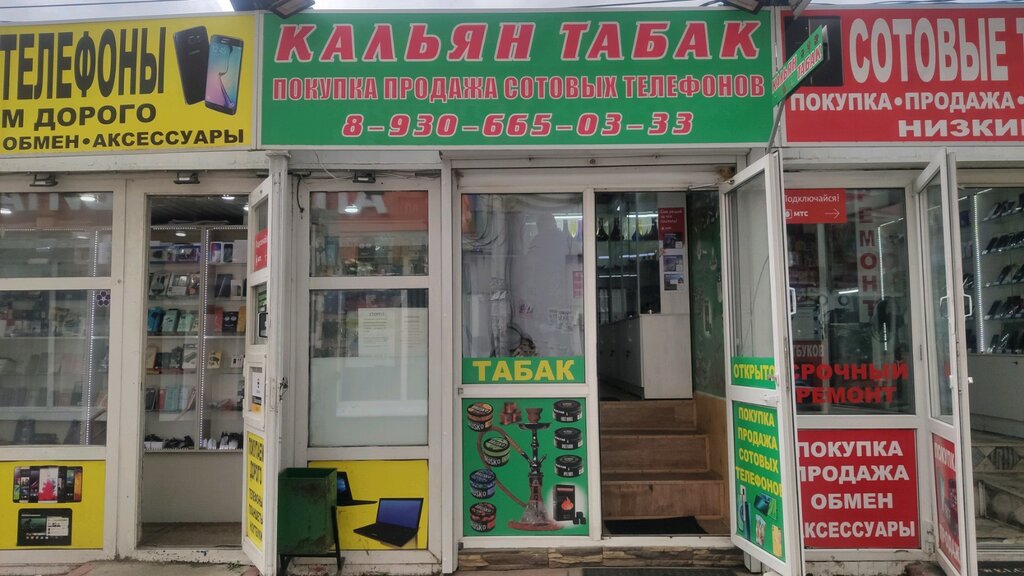 ТЕЛЕФОНЫ
М ДОРОГО
ОБМЕН•АКСЕССУАРЫ
КАЛЬЯН ТАБАК
ПОКУПКА ПРОДАЖА СОТОВЫХ ТЕЛЕФОНОВ
8-930-665-03-33
СОТОВЫЕ Т
ПОКУПКА•ПРОДАЖА•
НИЗКИ
ТАБАК
ОТКРЫТО
ПОКУПКА
ПРОДАЖА
СОТОВЫХ
ТЕЛЕФОНОВ
Подключайся!
МТС
РЕМОНТ
СРОЧНЫЙ
РЕМОНТ
ПОКУПКА
ПРОДАЖА
ОБМЕН
АКСЕССУАРЫ